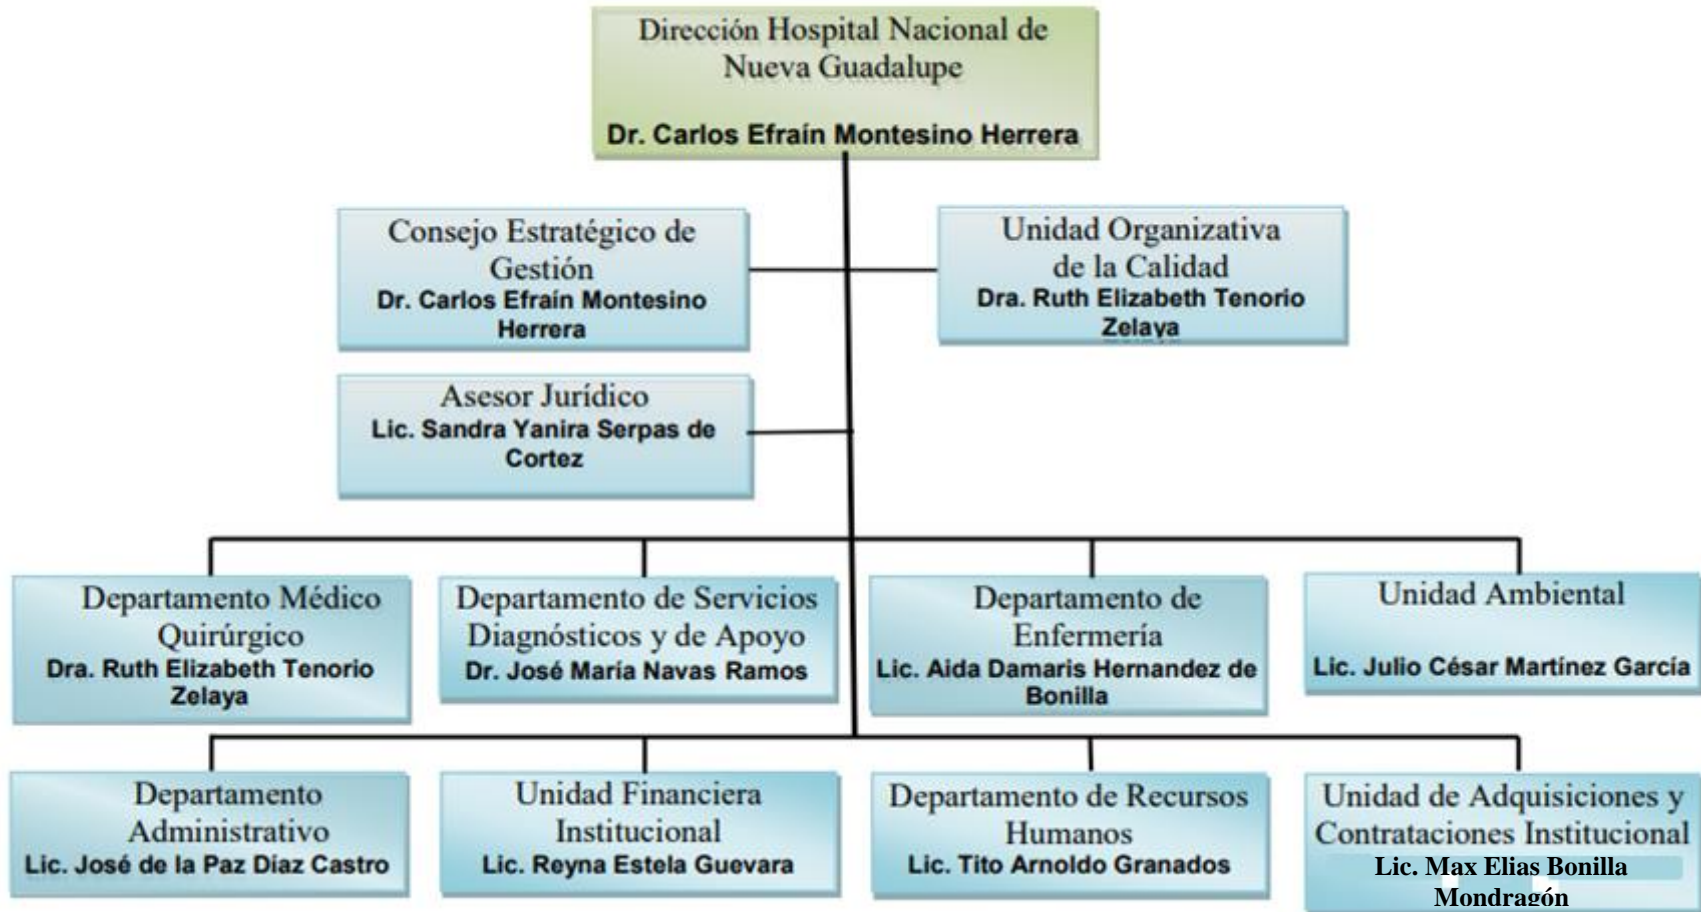 Dirección Hospital Nacional de
Nueva Guadalupe
Dr. Carlos Efraín Montesino Herrera
Consejo Estratégico de
Gestión
Dr. Carlos Efraín Montesino
Herrera
Unidad Organizativa
de la Calidad
Dra. Ruth Elizabeth Tenorio
Zelaya
Asesor Jurídico
Lic. Sandra Yanira Serpas de
Cortez
Departamento Médico
Quirúrgico
Dra. Ruth Elizabeth Tenorio
Zelaya
Departamento de Servicios
Diagnósticos y de Apoyo
Dr. José María Navas Ramos
Departamento de
Enfermería
Lic. Aida Damaris Hernandez de
Bonilla
Unidad Ambiental
Lic. Julio César Martínez García
Departamento
Administrativo
Lic. José de la Paz Díaz Castro
Unidad Financiera
Institucional
Lic. Reyna Estela Guevara
Departamento de Recursos
Humanos
Lic. Tito Arnoldo Granados
Unidad de Adquisiciones y
Contrataciones Institucional
Lic. Max Elias Bonilla
Mondragón